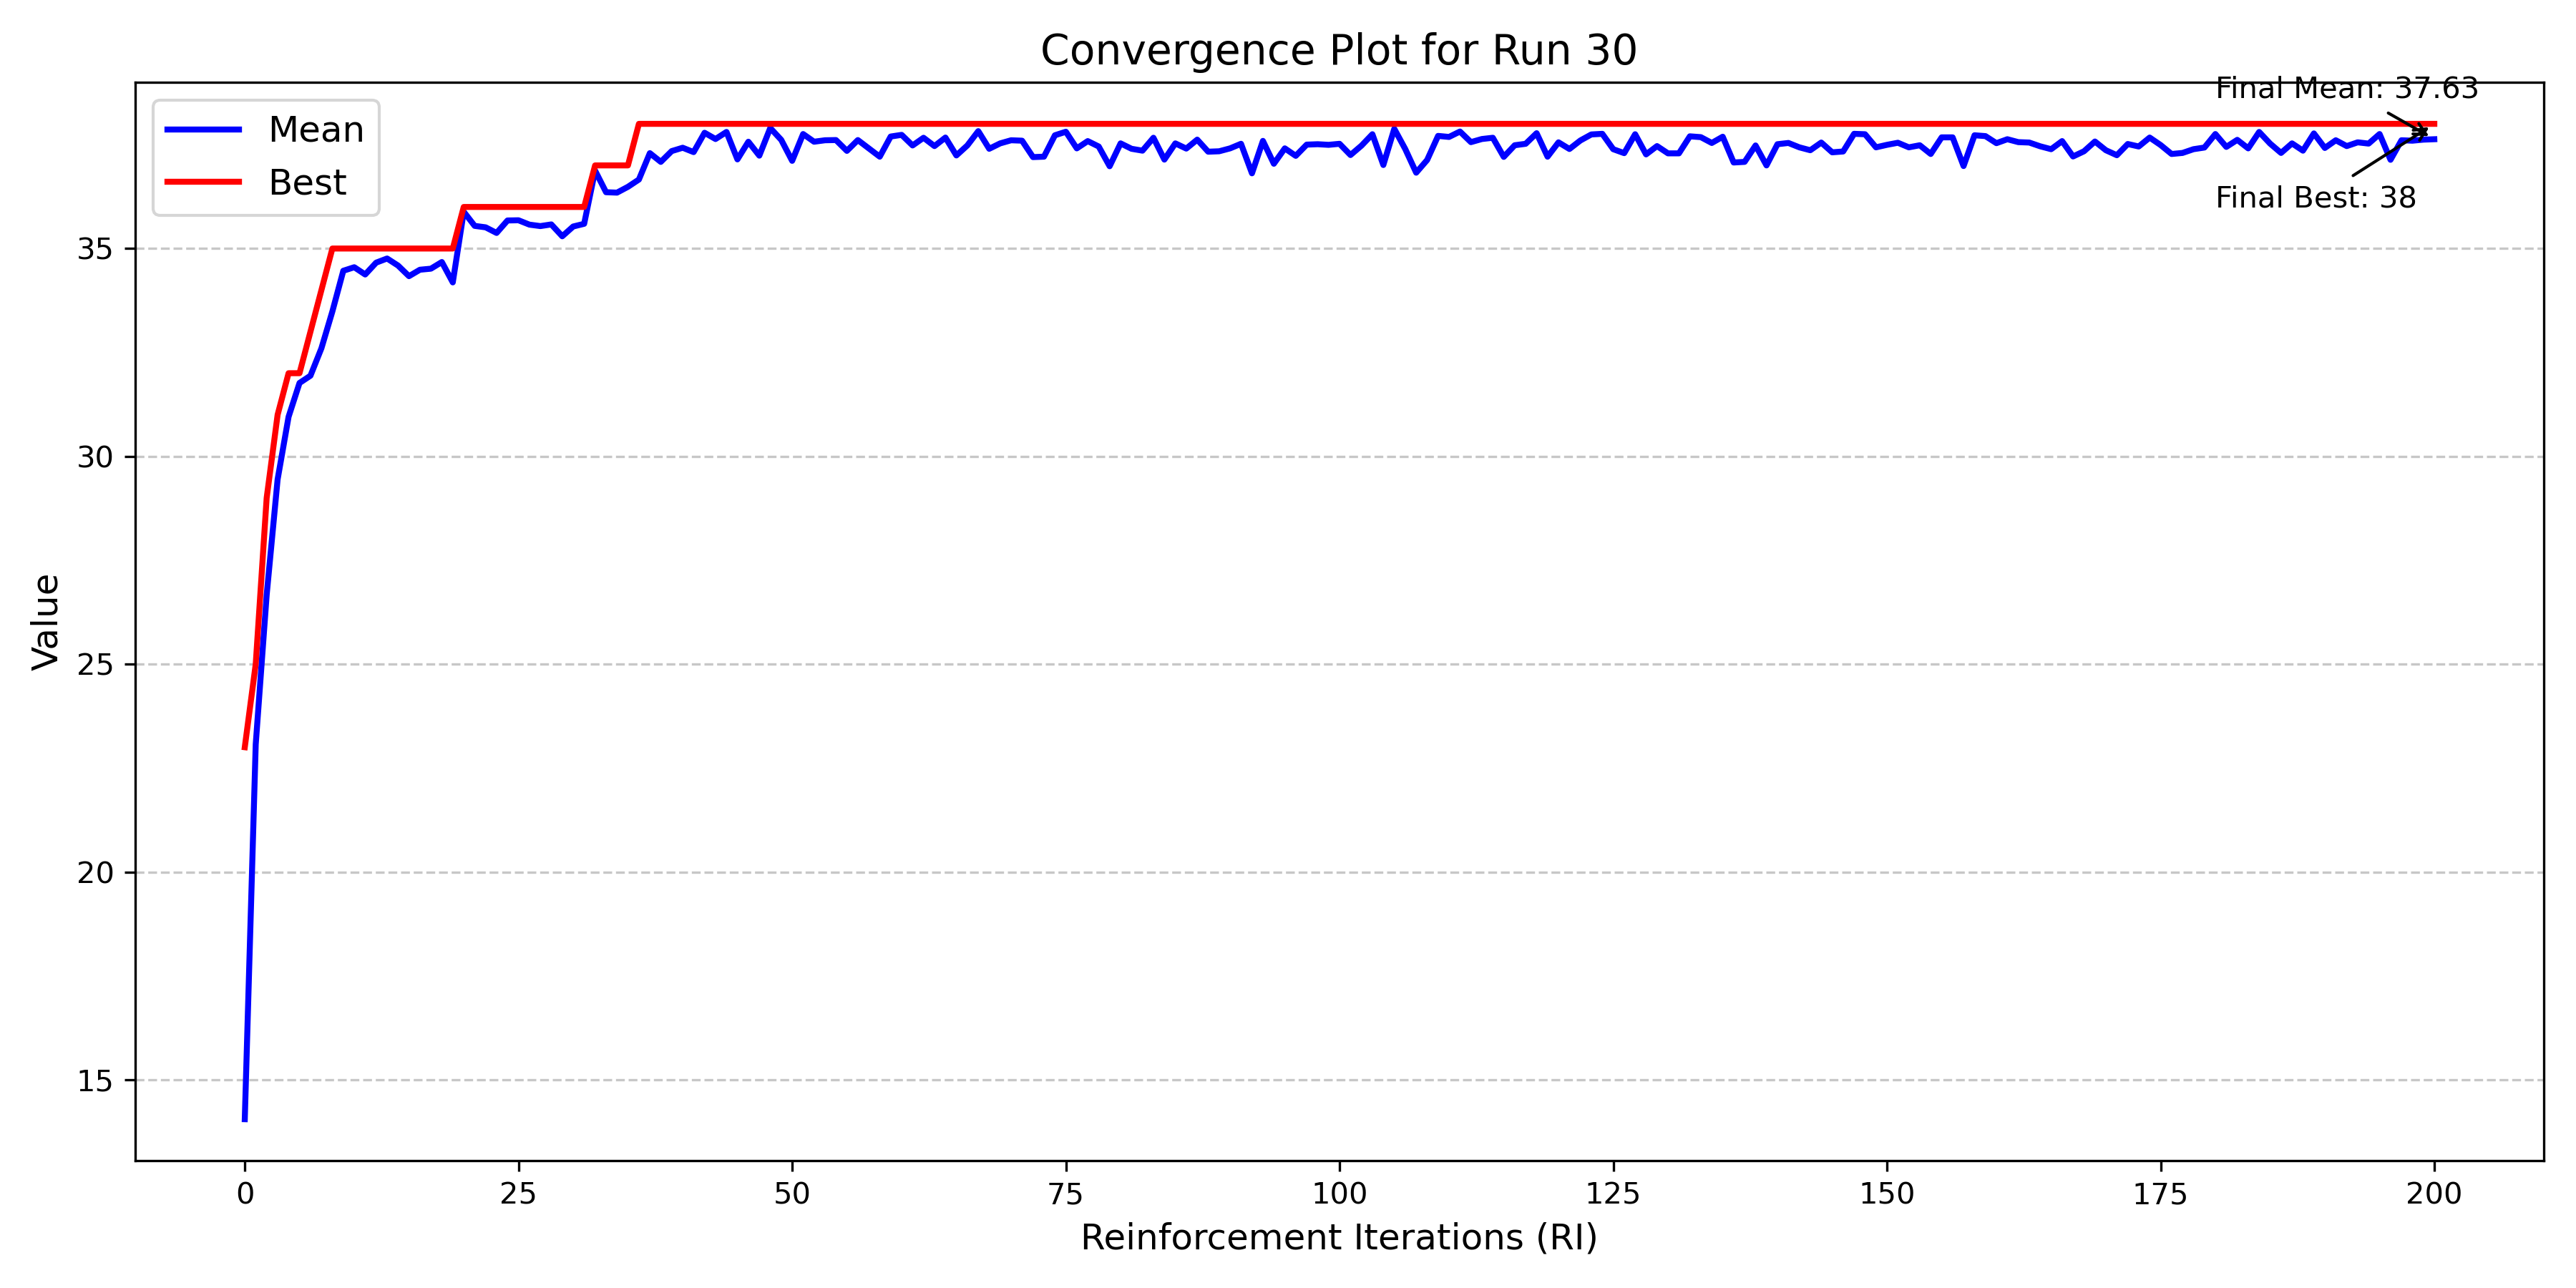 Convergence Plot for Run 30
Final Mean: 37.63
Mean
Best
Final Best: 38
35
30
25
20
15
Value
0 25 50 75 100 125 150 175 200
Reinforcement Iterations (RI)